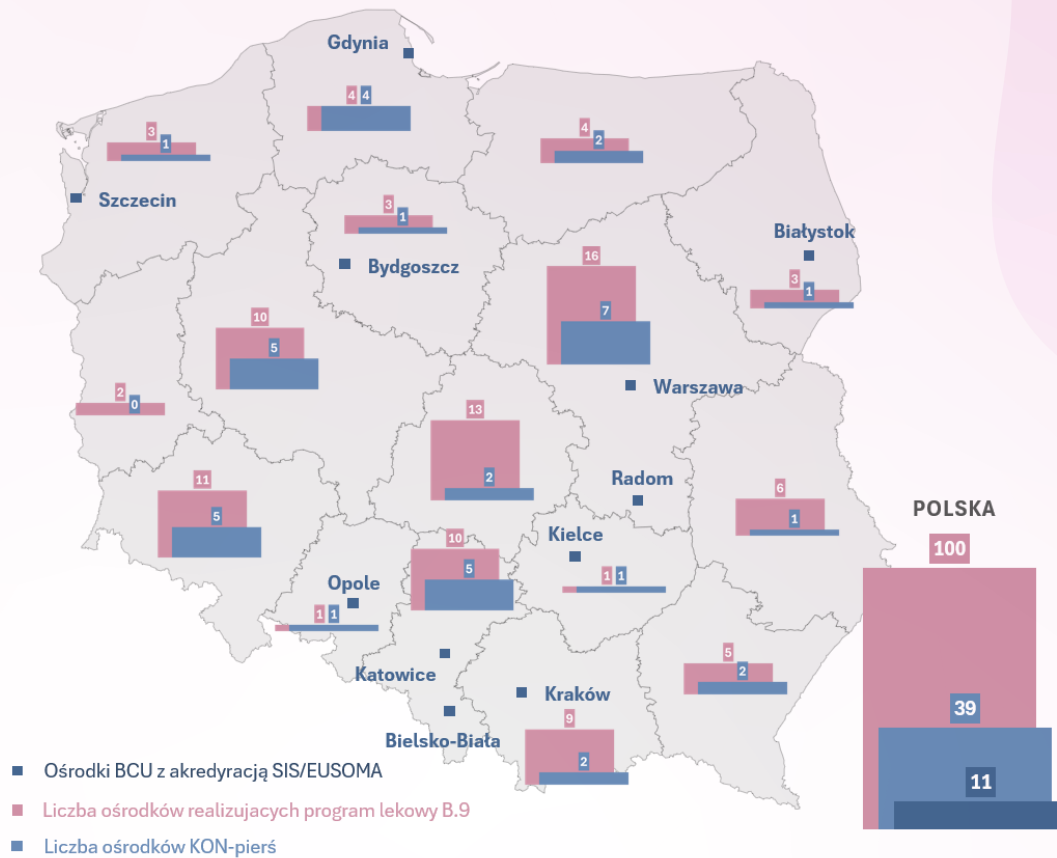 Gdynia
4 4
4
2
3
1
Szczecin
3
1
Bydgoszcz
Białystok
3
1
16
7
Warszawa
10
5
2
0
13
2
Radom
6
1
11
5
Kielce
1 1
10
5
Opole
1 1
Katowice
5
2
Kraków
9
2
Bielsko-Biała
POLSKA
100
39
11
Ośrodki BCU z akredyracją SIS/EUSOMA
Liczba ośrodków realizujacych program lekowy B.9
Liczba ośrodków KON-pierś